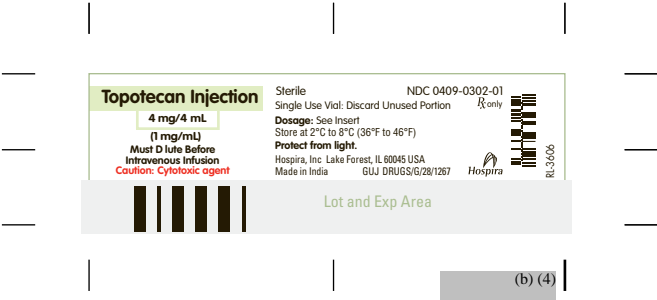 Topotecan Injection
4 mg/4 mL
(1 mg/mL)
Must D lute Before
Intravenous Infusion
Caution: Cytotoxic agent
Sterile NDC 0409-0302-01
Single Use Vial: Discard Unused Portion Rx only
Dosage: See Insert
Store at 2°C to 8°C (36°F to 46°F)
Protect from light.
Hospira, Inc Lake Forest, IL 60045 USA
Made in India GUJ DRUGS/G/28/1267
Hospira
RL-3606
Lot and Exp Area
(b) (4)